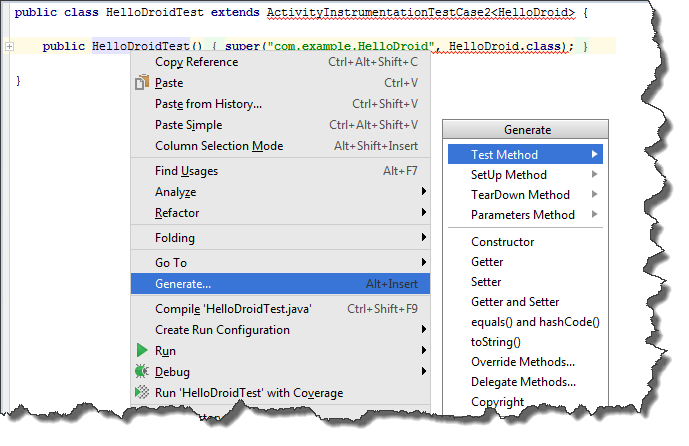 public class HelloDroidTest extends ActivityInstrumentationTestCase2<HelloDroid> {
public HelloDroidTest() { super("com.example.HelloDroid", HelloDroid.class); }
}
Copy Reference Ctrl+Alt+Shift+C
Paste Ctrl+V
Paste from History... Ctrl+Shift+V
Paste Simple Ctrl+Alt+Shift+V
Column Selection Mode Alt+Shift+Insert
Find Usages Alt+F7
Analyze
Refactor
Folding
Go To
Generate... Alt+Insert
Compile 'HelloDroidTest.java' Ctrl+Shift+F9
Create Run Configuration
Run
Debug
Run 'HelloDroidTest' with Coverage
Generate
Test Method
SetUp Method
TearDown Method
Parameters Method
Constructor
Getter
Setter
Getter and Setter
equals() and hashCode()
toString()
Override Methods...
Delegate Methods...
Copyright